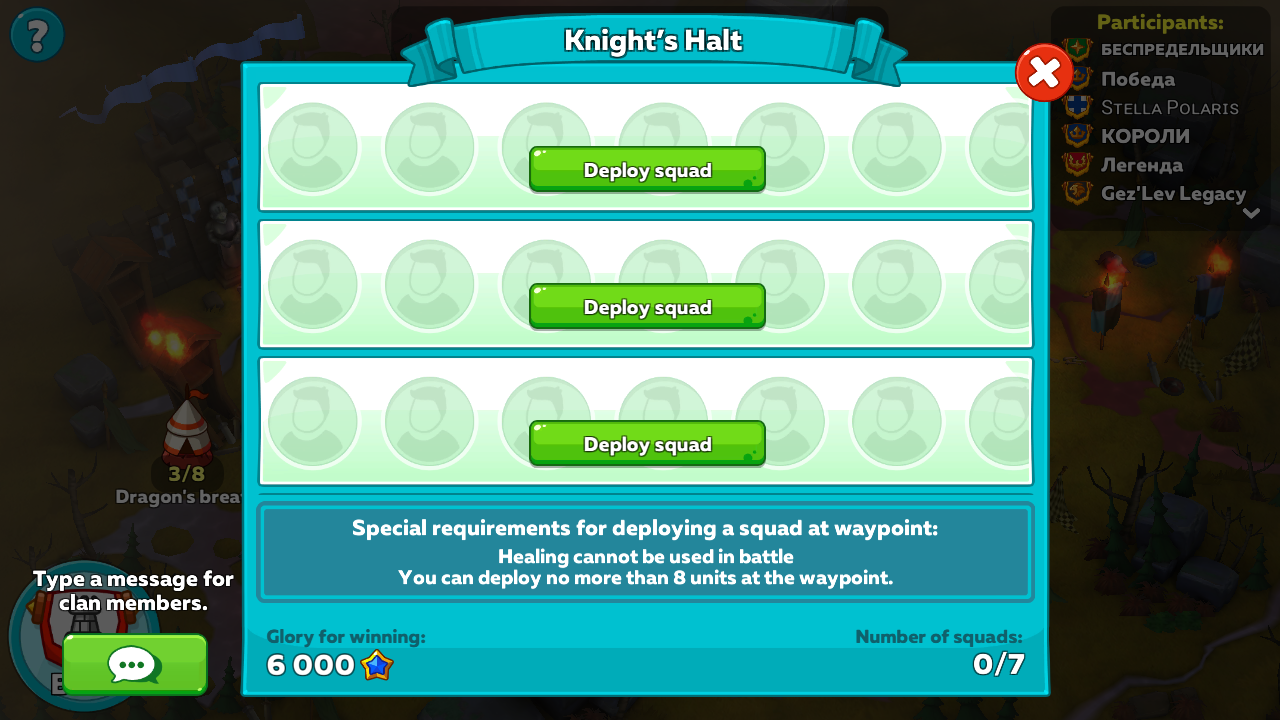 ?
Knight's Halt
Participants:
БЕСПРЕДЕЛЬЩИКИ
Победа
Stella Polaris
КОРОЛИ
Легенда
Gez'Lev Legacy
Deploy squad
Deploy squad
Deploy squad
3/8
Dragon's brea
Special requirements for deploying a squad at waypoint:
Healing cannot be used in battle
You can deploy no more than 8 units at the waypoint.
Type a message for
clan members.
Glory for winning:
6 000
Number of squads:
0/7